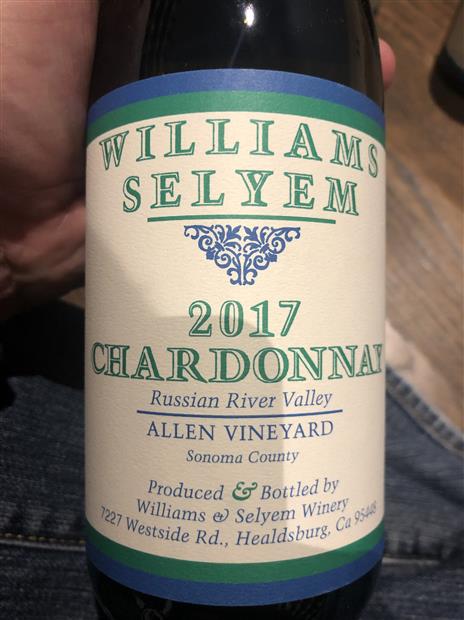 WILLIAMS
SELYEM
2017
CHARDONNAY
Russian River Valley
ALLEN VINEYARD
Sonoma County
Produced & Bottled by
Williams & Selyem Winery
7227 Westside Rd., Healdsburg, Ca 95448